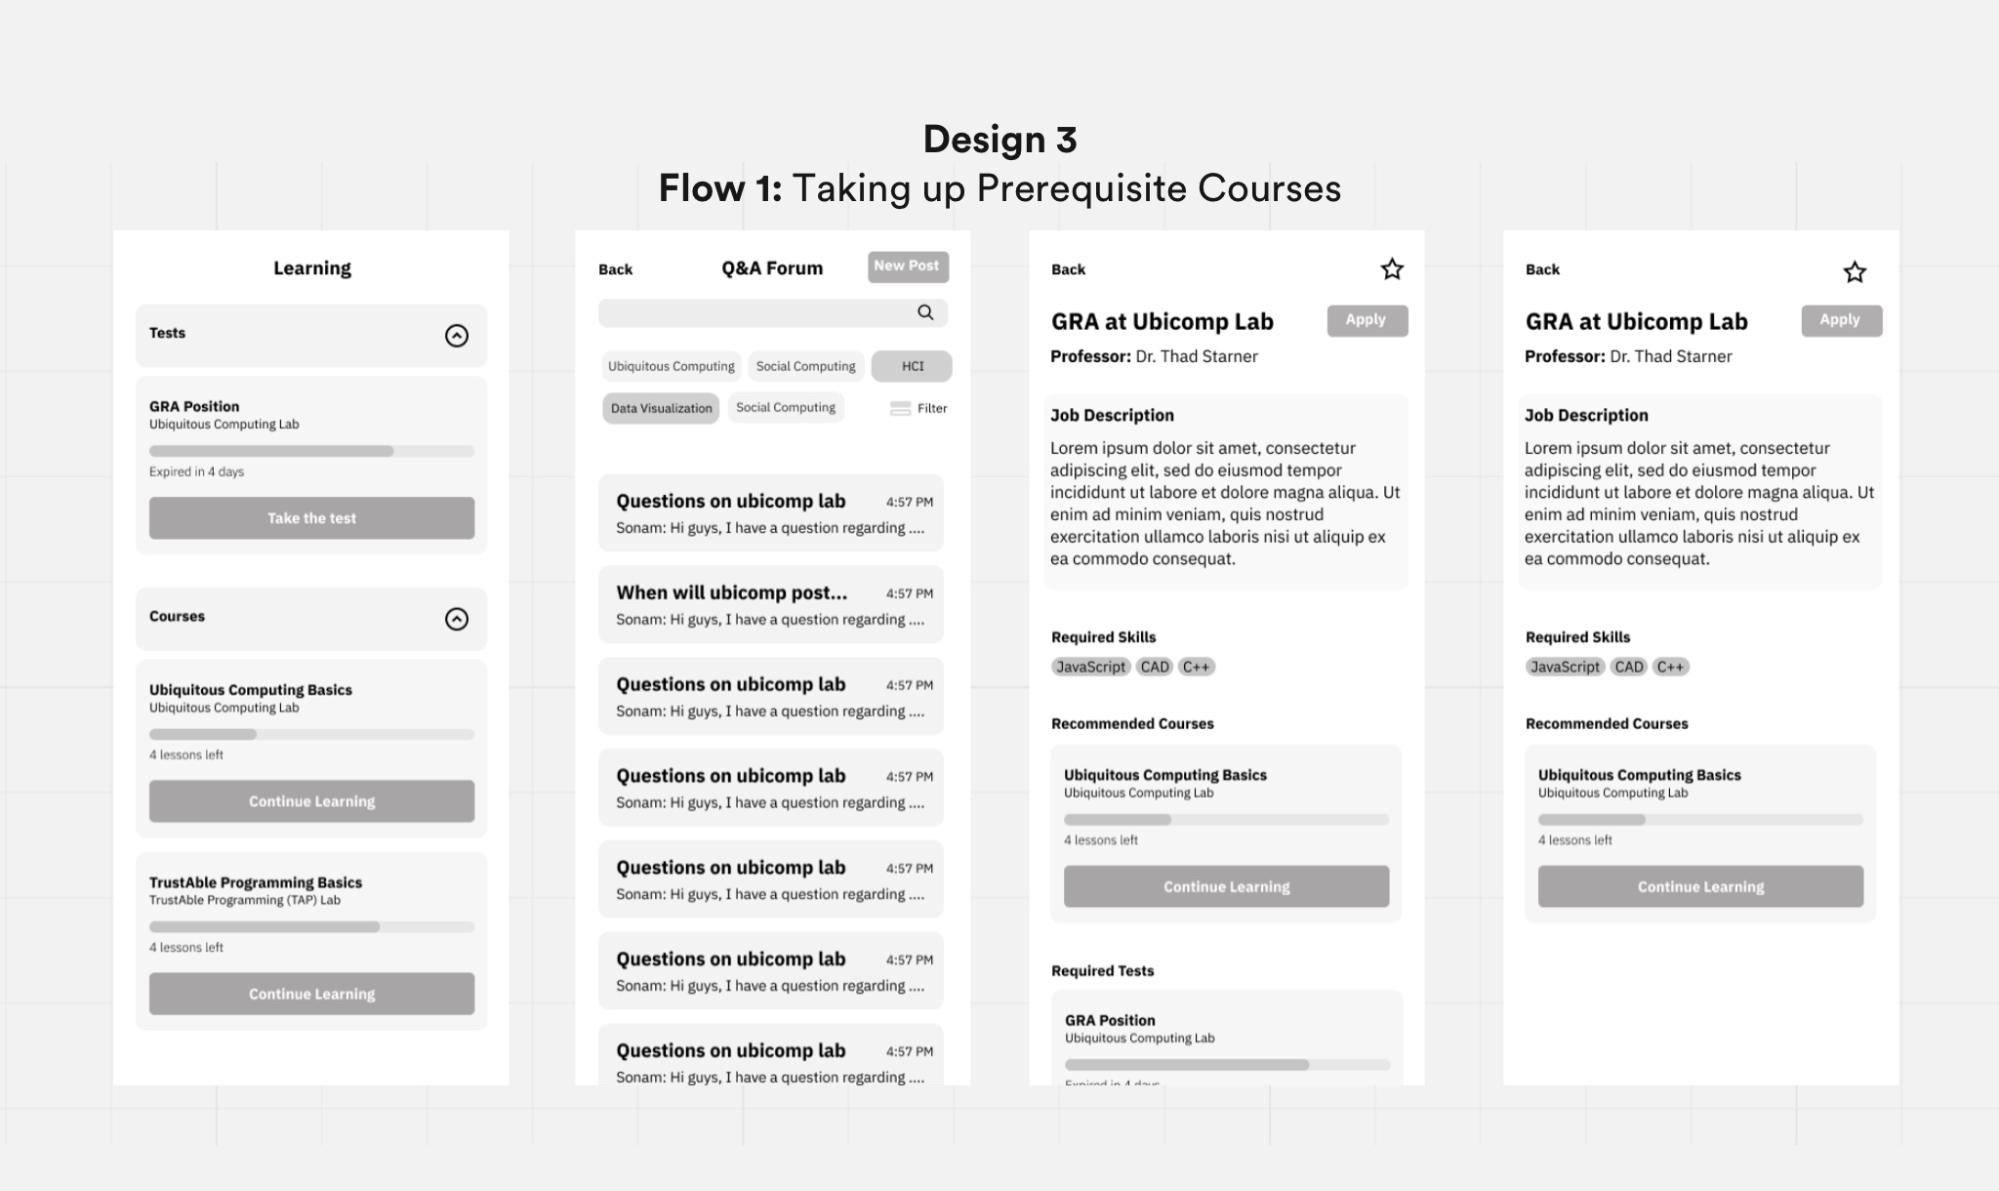 Design 3
Flow 1: Taking up Prerequisite Courses
Learning
Tests
GRA Position
Ubiquitous Computing Lab
Expired in 4 days
Take the test
Courses
Ubiquitous Computing Basics
Ubiquitous Computing Lab
4 lessons left
Continue Learning
TrustAble Programming Basics
TrustAble Programming (TAP) Lab
4 lessons left
Continue Learning
Back
Q&A Forum
New Post
Ubiquitous Computing
Social Computing
HCI
Data Visualization
Social Computing
Filter
Questions on ubicomp lab
4:57 PM
Sonam: Hi guys, I have a question regarding ....
When will ubicomp post...
4:57 PM
Sonam: Hi guys, I have a question regarding ....
Questions on ubicomp lab
4:57 PM
Sonam: Hi guys, I have a question regarding ....
Questions on ubicomp lab
4:57 PM
Sonam: Hi guys, I have a question regarding ....
Questions on ubicomp lab
4:57 PM
Sonam: Hi guys, I have a question regarding ....
Questions on ubicomp lab
4:57 PM
Sonam: Hi guys, I have a question regarding ....
Questions on ubicomp lab
4:57 PM
Sonam: Hi guys, I have a question regarding ....
Back
GRA at Ubicomp Lab
Apply
Professor: Dr. Thad Starner
Job Description
Lorem ipsum dolor sit amet, consectetur
adipiscing elit, sed do eiusmod tempor
incididunt ut labore et dolore magna aliqua. Ut
enim ad minim veniam, quis nostrud
exercitation ullamco laboris nisi ut aliquip ex
ea commodo consequat.
Required Skills
JavaScript
CAD
C++
Recommended Courses
Ubiquitous Computing Basics
Ubiquitous Computing Lab
4 lessons left
Continue Learning
Required Tests
GRA Position
Ubiquitous Computing Lab
Expired in 4 days
Back
GRA at Ubicomp Lab
Apply
Professor: Dr. Thad Starner
Job Description
Lorem ipsum dolor sit amet, consectetur
adipiscing elit, sed do eiusmod tempor
incididunt ut labore et dolore magna aliqua. Ut
enim ad minim veniam, quis nostrud
exercitation ullamco laboris nisi ut aliquip ex
ea commodo consequat.
Required Skills
JavaScript
CAD
C++
Recommended Courses
Ubiquitous Computing Basics
Ubiquitous Computing Lab
4 lessons left
Continue Learning